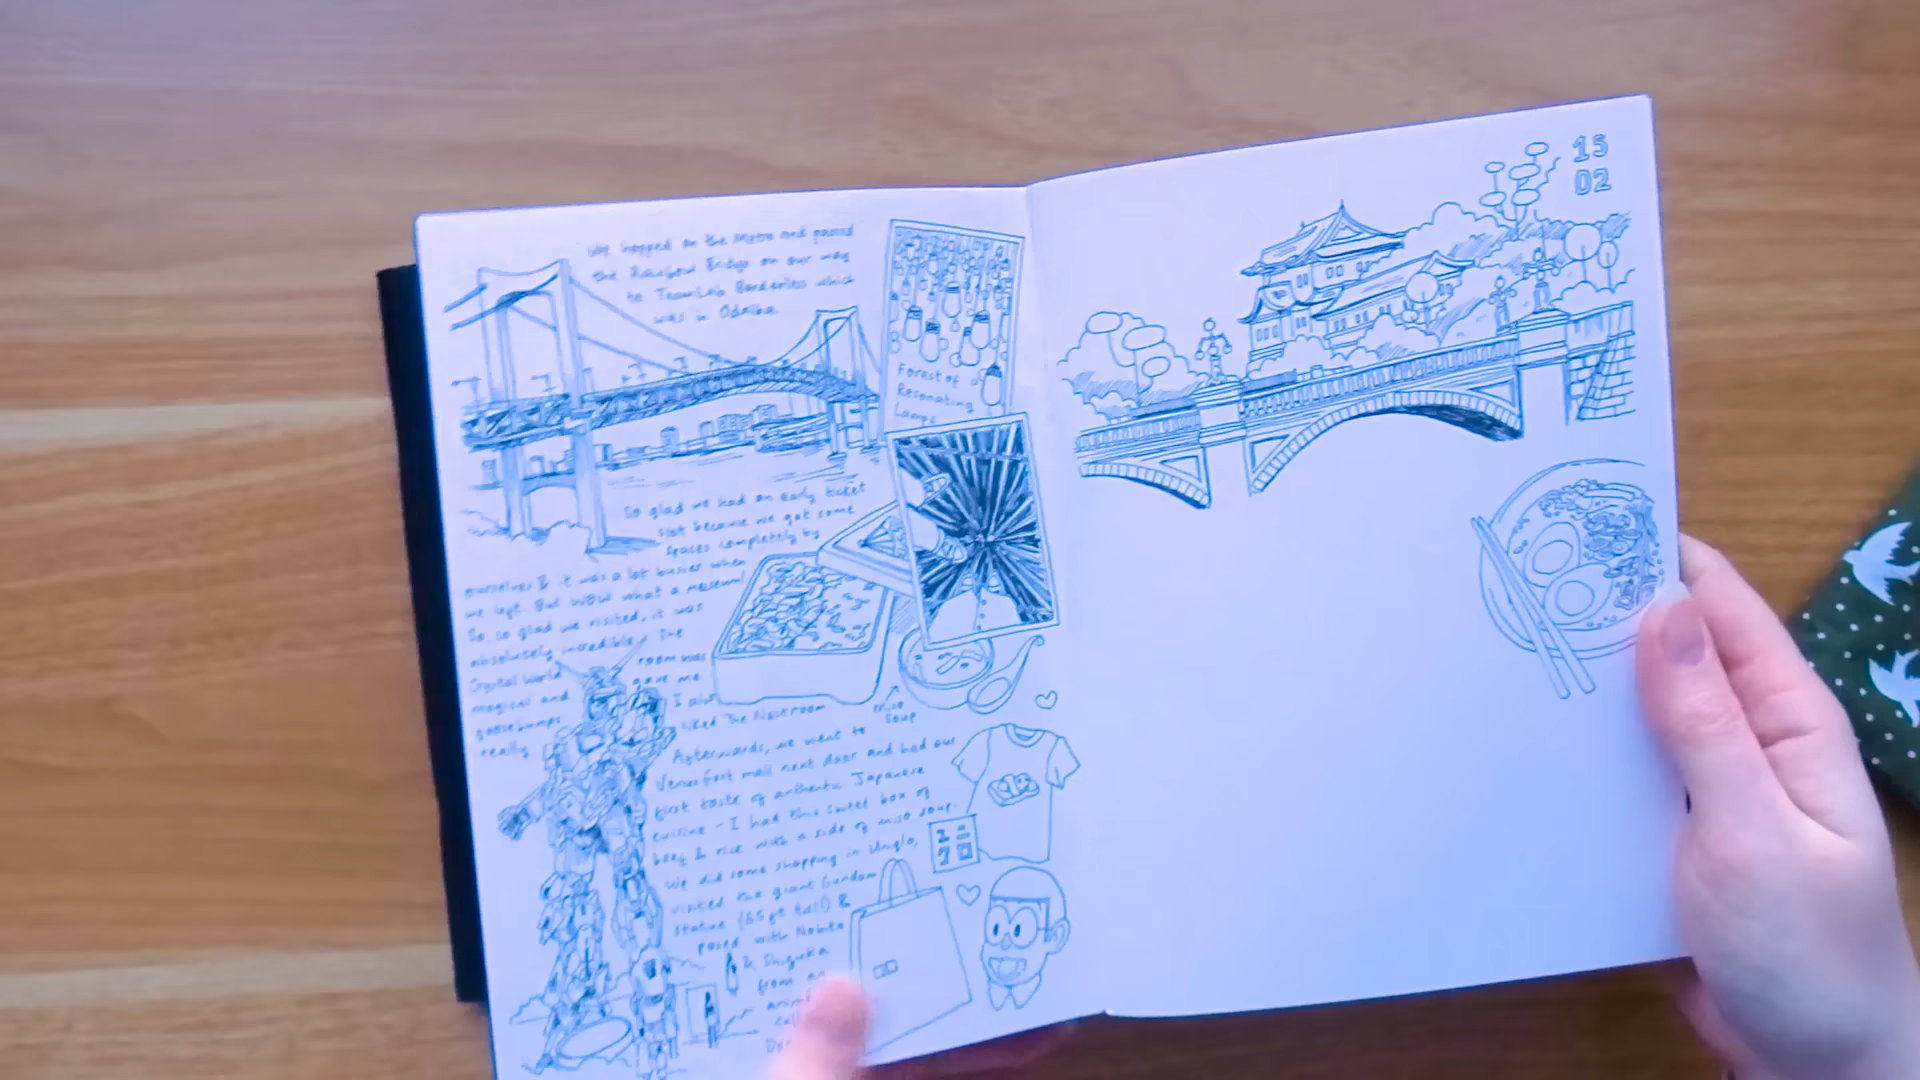 We hopped on the metro and passed
the Rainbow Bridge on our way
to TeamLab Borderless which
was in Odaiba.
Forest of
Resonating
Lamps
So glad we had an early ticket
slot because we got some
spaces completely by
ourselves & it was a lot busier when
we left. But WOW what a museum!
So, so glad we visited, it was
absolutely incredible. The
Crystal World room was
magical and gave me
goosebumps I also
really liked The Nest room
miso
soup
Afterwards, we went to
Venus Fort mall next door and had our
first taste of authentic Japanese
cuisine - I had this sweet box of
beef & rice with a side of miso soup.
We did some shopping in Uniqlo,
visited the giant Gundam
statue (65 ft tall) &
posed with Nobita
& Shizuka
from an
15
02